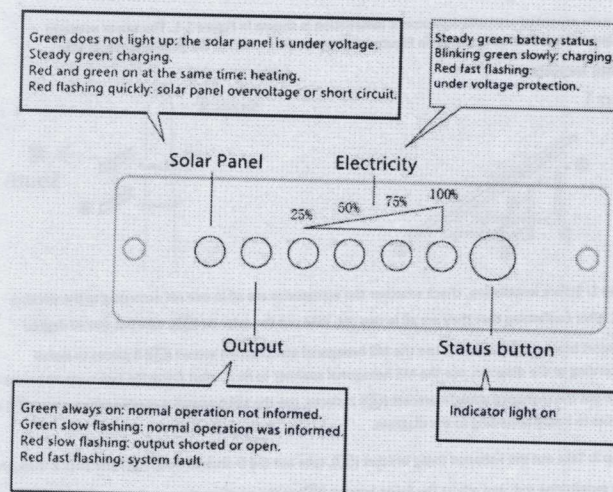 Green does not light up: the solar panel is under voltage.
Steady green: charging.
Red and green on at the same time: heating.
Red flashing quickly: solar panel overvoltage or short circuit.
Steady green: battery status.
Blinking green slowly: charging.
Red fast flashing:
under voltage protection.
Solar Panel
Electricity
25% 50% 75% 100%
Output
Status button
Green always on: normal operation not informed.
Green slow flashing: normal operation was informed.
Red slow flashing: output shorted or open.
Red fast flashing: system fault.
Indicator light on